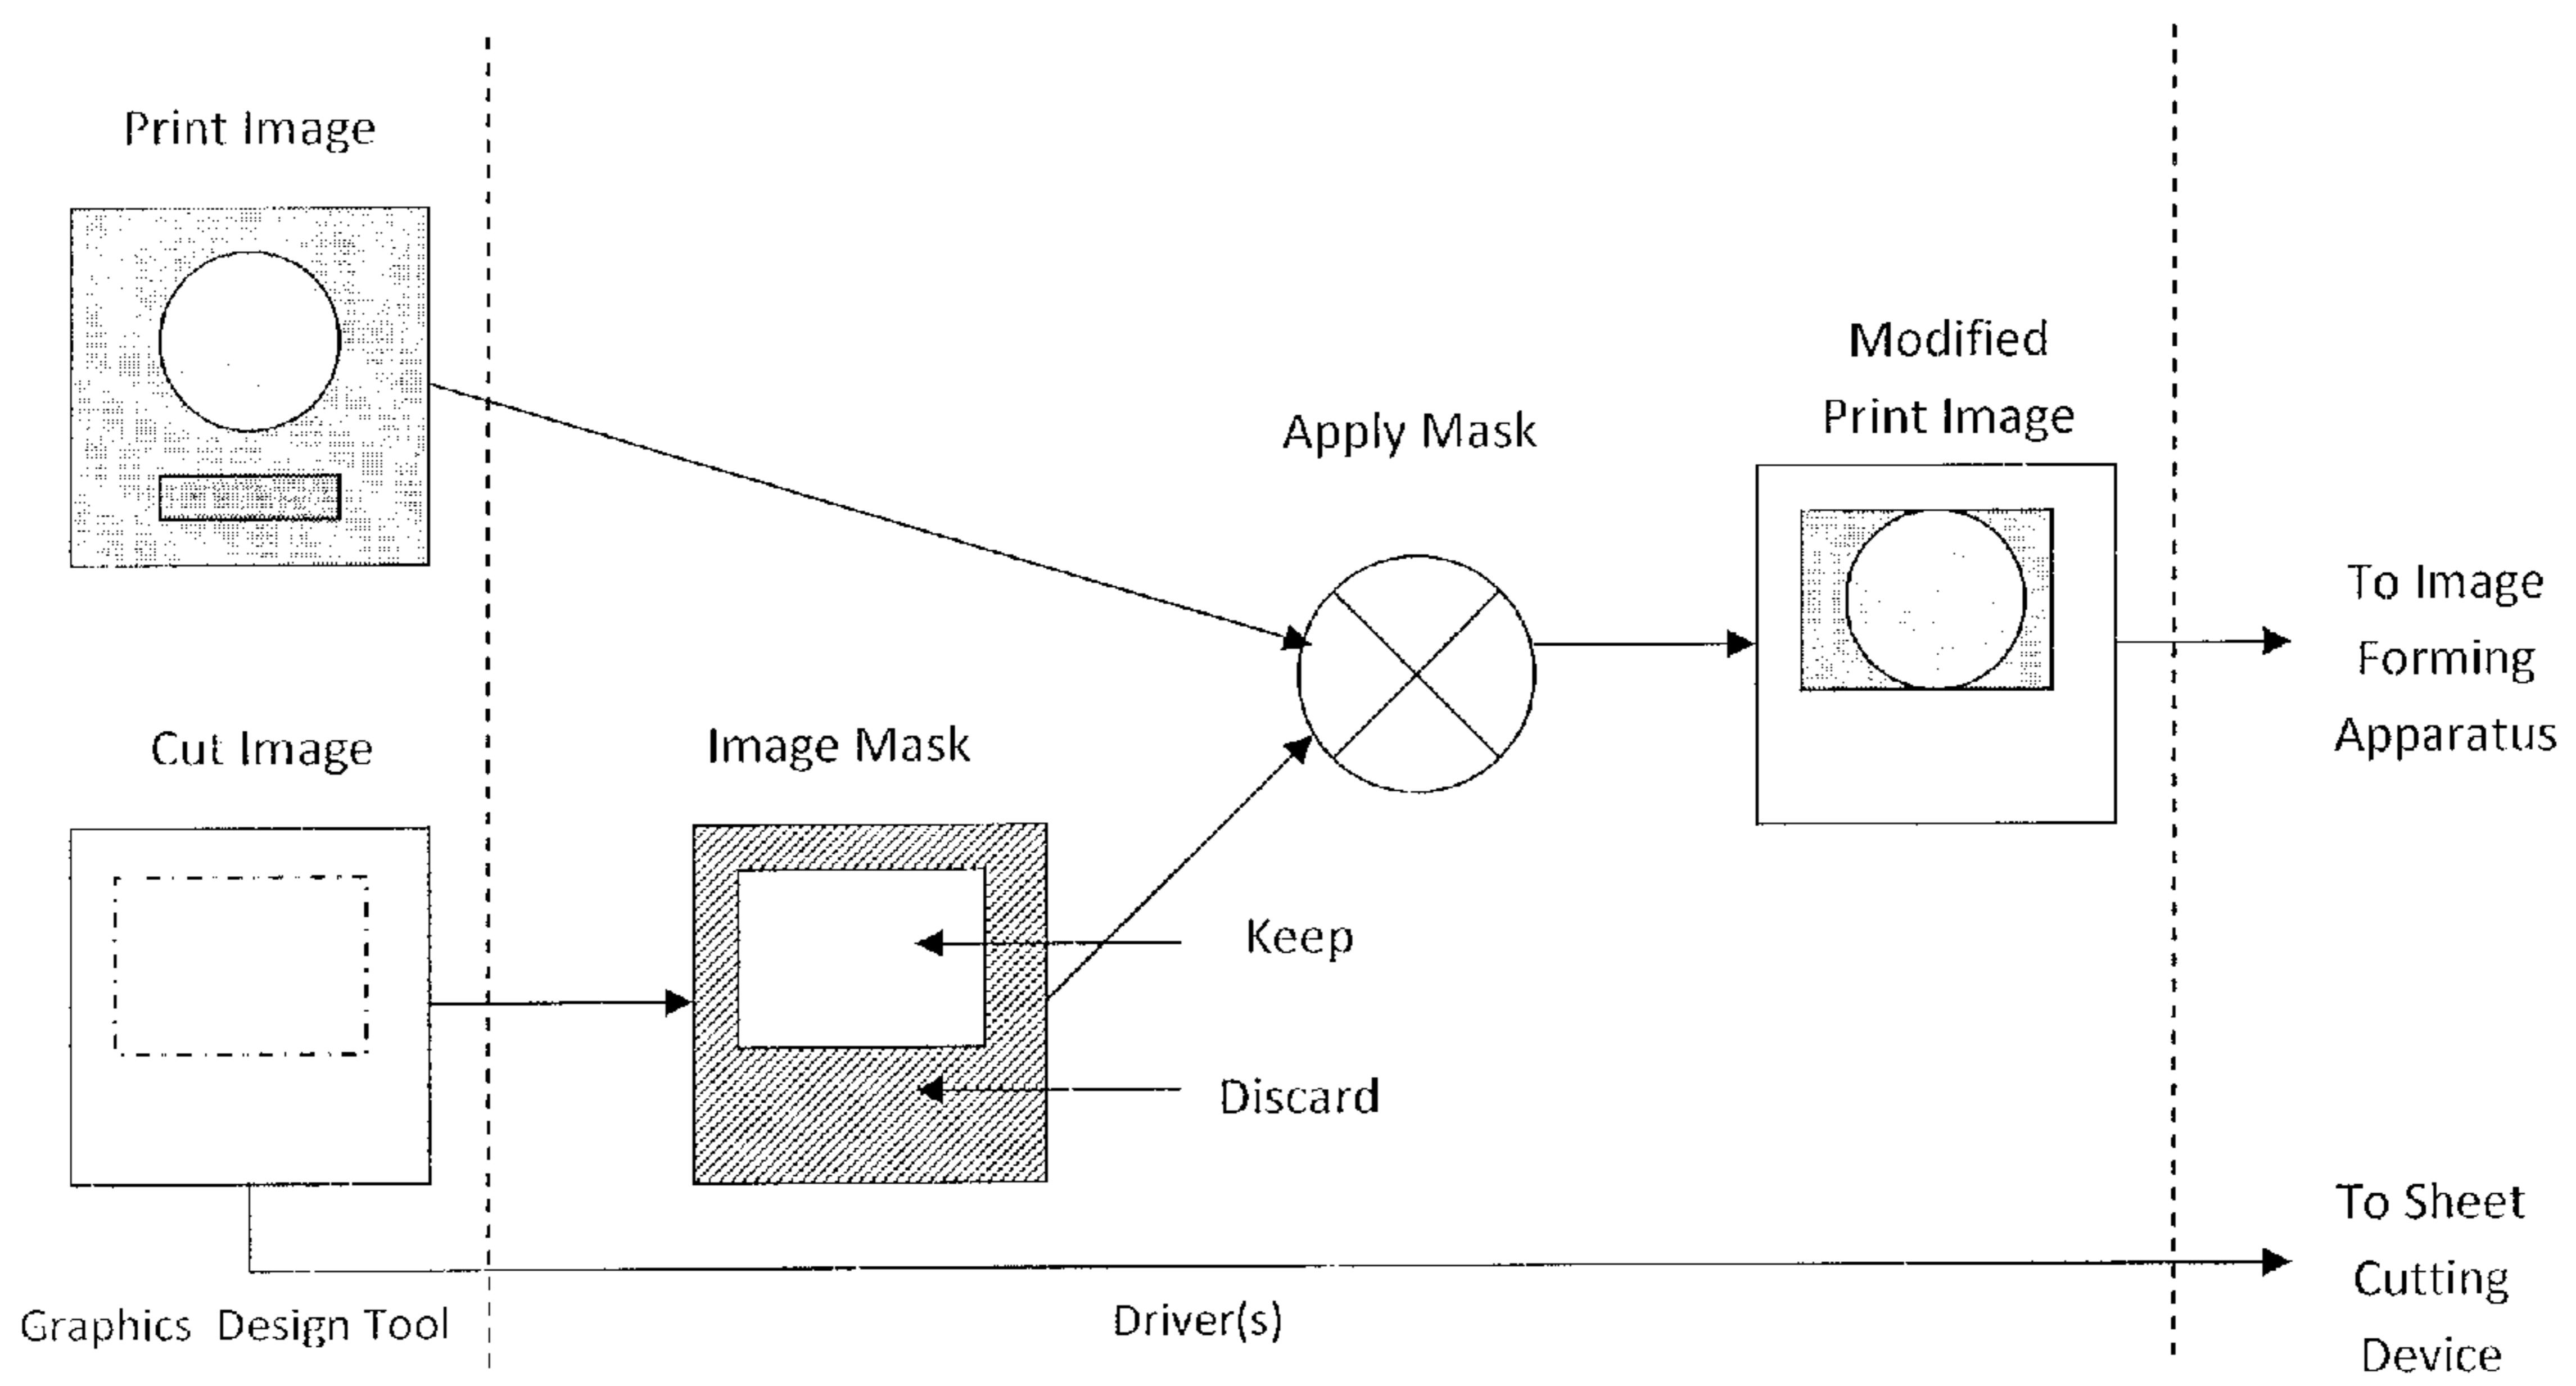 Print Image
Modified
Print Image
Apply Mask
To Image
Forming
Apparatus
Cut Image
Image Mask
Keep
Discard
To Sheet
Cutting
Device
Graphics Design Tool
Driver(s)